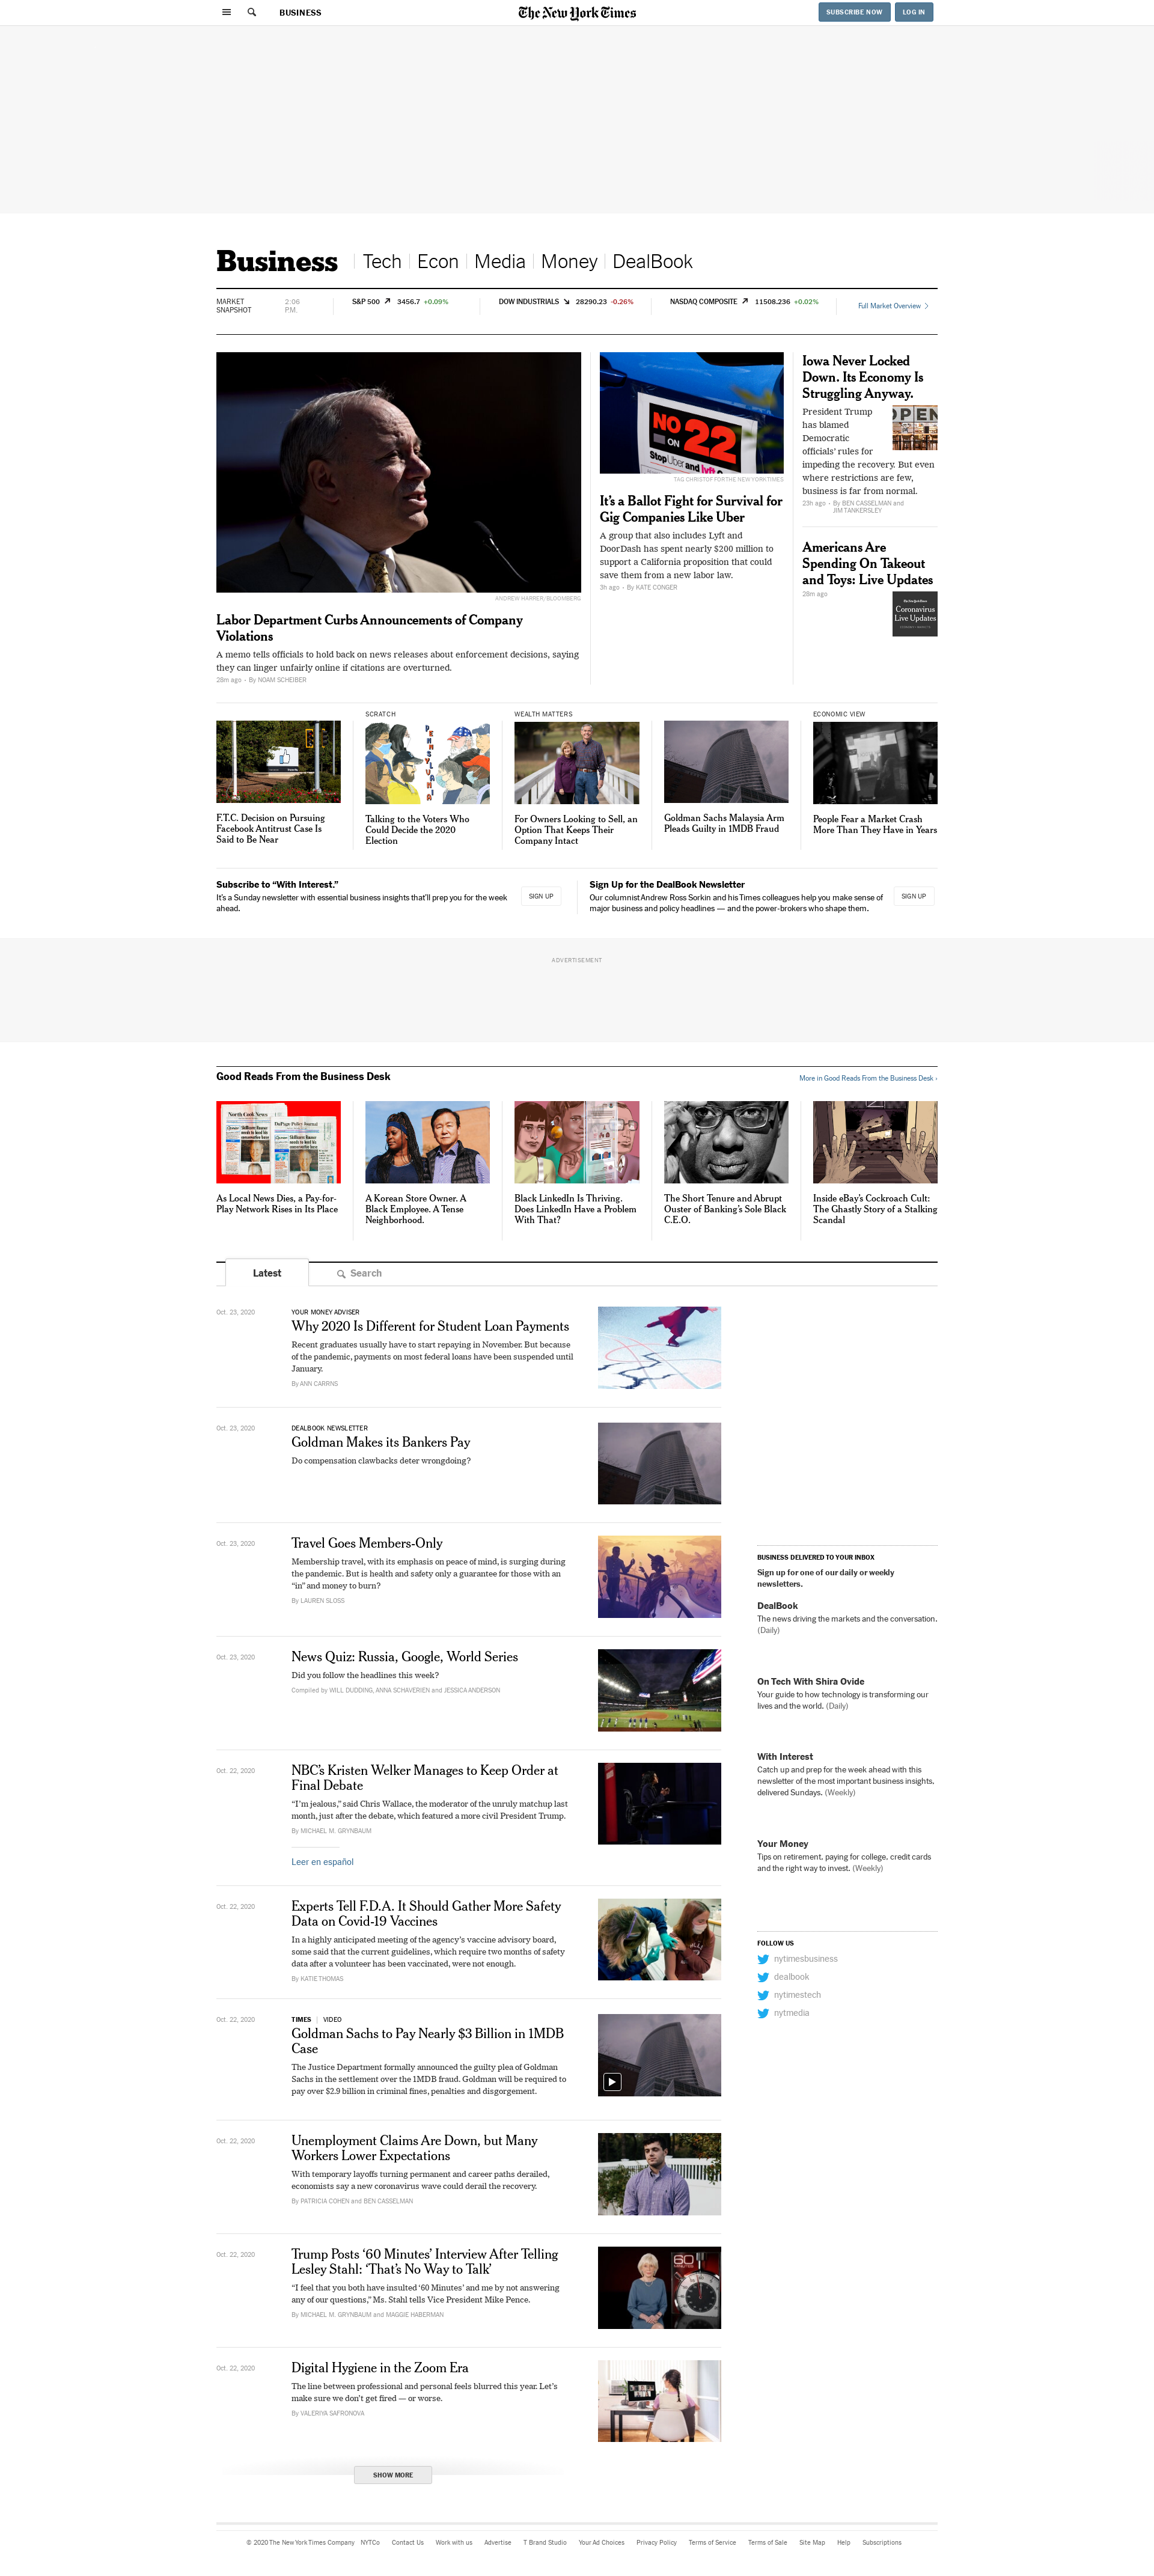 BUSINESS
The New York Times
SUBSCRIBE NOW
LOG IN
Business
Tech
Econ
Media
Money
DealBook
MARKET
SNAPSHOT
2:06
P.M.
S&P 500 3456.7 +0.09%
DOW INDUSTRIALS 28290.23 -0.26%
NASDAQ COMPOSITE 11508.236 +0.02%
Full Market Overview
ANDREW HARRER/BLOOMBERG
Labor Department Curbs Announcements of Company
Violations
A memo tells officials to hold back on news releases about enforcement decisions, saying
they can linger unfairly online if citations are overturned.
28m ago - By NOAM SCHEIBER
NO
ON 22
Stop Uber and lyft
TAG CHRISTOF FOR THE NEW YORK TIMES
It’s a Ballot Fight for Survival for
Gig Companies Like Uber
A group that also includes Lyft and
DoorDash has spent nearly $200 million to
support a California proposition that could
save them from a new labor law.
3h ago - By KATE CONGER
Iowa Never Locked
Down. Its Economy Is
Struggling Anyway.
President Trump
has blamed
Democratic
officials’ rules for
impeding the recovery. But even
where restrictions are few,
business is far from normal.
OPEN
23h ago - By BEN CASSELMAN and
JIM TANKERSLEY
Americans Are
Spending On Takeout
and Toys: Live Updates
28m ago
The New York Times
Coronavirus
Live Updates
F.T.C. Decision on Pursuing
Facebook Antitrust Case Is
Said to Be Near
SCRATCH
PENNSYLVANIA
Talking to the Voters Who
Could Decide the 2020
Election
WEALTH MATTERS
For Owners Looking to Sell, an
Option That Keeps Their
Company Intact
Goldman Sachs Malaysia Arm
Pleads Guilty in 1MDB Fraud
ECONOMIC VIEW
People Fear a Market Crash
More Than They Have in Years
Subscribe to “With Interest.”
It’s a Sunday newsletter with essential business insights that’ll prep you for the week
ahead.
SIGN UP
Sign Up for the DealBook Newsletter
Our columnist Andrew Ross Sorkin and his Times colleagues help you make sense of
major business and policy headlines — and the power-brokers who shape them.
SIGN UP
ADVERTISEMENT
Good Reads From the Business Desk
More in Good Reads From the Business Desk ›
North Cook News
DuPage Policy Journal
As Local News Dies, a Pay-for-
Play Network Rises in Its Place
A Korean Store Owner. A
Black Employee. A Tense
Neighborhood.
Black LinkedIn Is Thriving.
Does LinkedIn Have a Problem
With That?
The Short Tenure and Abrupt
Ouster of Banking’s Sole Black
C.E.O.
Inside eBay’s Cockroach Cult:
The Ghastly Story of a Stalking
Scandal
Latest
Search
Oct. 23, 2020
YOUR MONEY ADVISER
Why 2020 Is Different for Student Loan Payments
Recent graduates usually have to start repaying in November. But because
of the pandemic, payments on most federal loans have been suspended until
January.
By ANN CARRNS
Oct. 23, 2020
DEALBOOK NEWSLETTER
Goldman Makes its Bankers Pay
Do compensation clawbacks deter wrongdoing?
Oct. 23, 2020
Travel Goes Members-Only
Membership travel, with its emphasis on peace of mind, is surging during
the pandemic. But is health and safety only a guarantee for those with an
“in” and money to burn?
By LAUREN SLOSS
Oct. 23, 2020
News Quiz: Russia, Google, World Series
Did you follow the headlines this week?
Compiled by WILL DUDDING, ANNA SCHAVERIEN and JESSICA ANDERSON
Oct. 22, 2020
NBC’s Kristen Welker Manages to Keep Order at
Final Debate
“I’m jealous,” said Chris Wallace, the moderator of the unruly matchup last
month, just after the debate, which featured a more civil President Trump.
By MICHAEL M. GRYNBAUM
Leer en español
Oct. 22, 2020
Experts Tell F.D.A. It Should Gather More Safety
Data on Covid-19 Vaccines
In a highly anticipated meeting of the agency’s vaccine advisory board,
some said that the current guidelines, which require two months of safety
data after a volunteer has been vaccinated, were not enough.
By KATIE THOMAS
Oct. 22, 2020
TIMES | VIDEO
Goldman Sachs to Pay Nearly $3 Billion in 1MDB
Case
The Justice Department formally announced the guilty plea of Goldman
Sachs in the settlement over the 1MDB fraud. Goldman will be required to
pay over $2.9 billion in criminal fines, penalties and disgorgement.
Oct. 22, 2020
Unemployment Claims Are Down, but Many
Workers Lower Expectations
With temporary layoffs turning permanent and career paths derailed,
economists say a new coronavirus wave could derail the recovery.
By PATRICIA COHEN and BEN CASSELMAN
Oct. 22, 2020
Trump Posts ‘60 Minutes’ Interview After Telling
Lesley Stahl: ‘That’s No Way to Talk’
“I feel that you both have insulted ‘60 Minutes’ and me by not answering
any of our questions,” Ms. Stahl tells Vice President Mike Pence.
By MICHAEL M. GRYNBAUM and MAGGIE HABERMAN
60
Oct. 22, 2020
Digital Hygiene in the Zoom Era
The line between professional and personal feels blurred this year. Let’s
make sure we don’t get fired — or worse.
By VALERIYA SAFRONOVA
SHOW MORE
BUSINESS DELIVERED TO YOUR INBOX
Sign up for one of our daily or weekly
newsletters.
DealBook
The news driving the markets and the conversation.
(Daily)
On Tech With Shira Ovide
Your guide to how technology is transforming our
lives and the world. (Daily)
With Interest
Catch up and prep for the week ahead with this
newsletter of the most important business insights,
delivered Sundays. (Weekly)
Your Money
Tips on retirement, paying for college, credit cards
and the right way to invest. (Weekly)
FOLLOW US
nytimesbusiness
dealbook
nytimestech
nytmedia
© 2020 The New York Times Company NYTCo Contact Us Work with us Advertise T Brand Studio Your Ad Choices Privacy Policy Terms of Service Terms of Sale Site Map Help Subscriptions